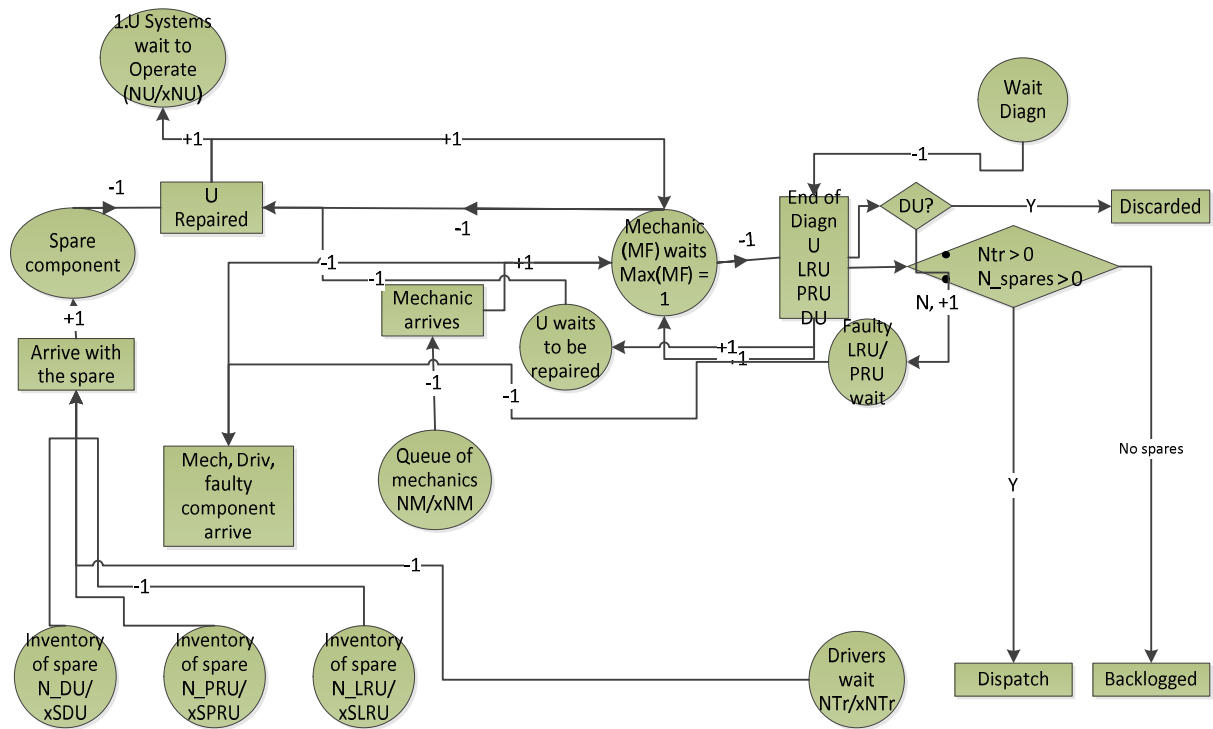 1.U Systems
wait to
Operate
(NU/xNU)
Wait
Diagn
+1
+1
-1
-1
U
Repaired
End of
Diagn
U
LRU
PRU
DU
DU?
Y
Discarded
Spare
component
-1
Mechanic
(MF) waits
Max(MF) =
1
-1
Ntr > 0
N_spares > 0
-1
+1
-1
Mechanic
arrives
N, +1
+1
U waits
to be
repaired
+1
+1
Faulty
LRU/
PRU
wait
Arrive with
the spare
-1
-1
No spares
Mech, Driv,
faulty
component
arrive
Queue of
mechanics
NM/xNM
Y
-1
-1
Inventory
of spare
N_DU/
xSDU
Inventory
of spare
N_PRU/
xSPRU
Inventory
of spare
N_LRU/
xSLRU
Drivers
wait
NTr/xNTr
Dispatch
Backlogged